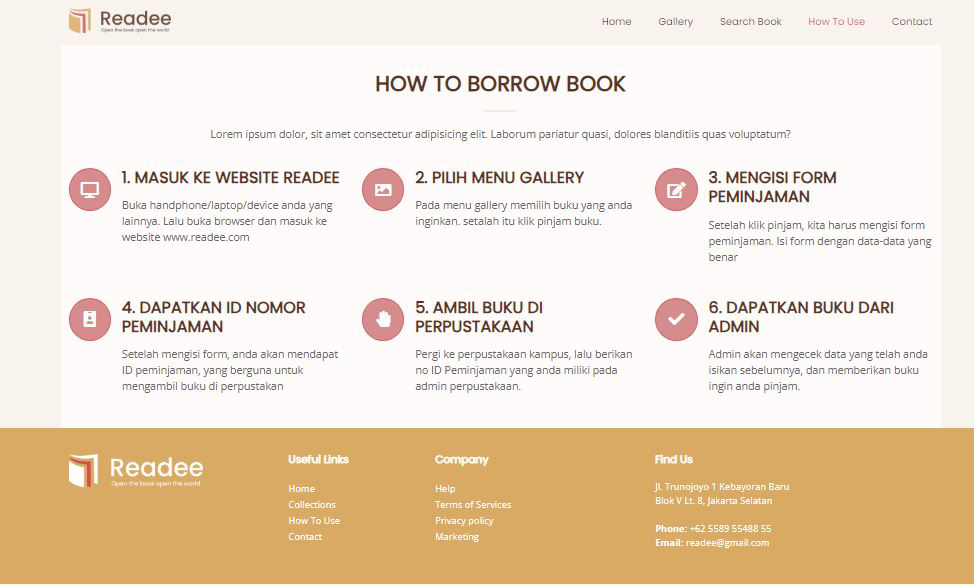 Readee
Open the book open the world
Home Gallery Search Book How To Use Contact
HOW TO BORROW BOOK
Lorem ipsum dolor, sit amet consectetur adipisicing elit. Laborum pariatur quasi, dolores blanditiis quas voluptatum?
1. MASUK KE WEBSITE READEE
Buka handphone/laptop/device anda yang
lainnya. Lalu buka browser dan masuk ke
website www.readee.com
2. PILIH MENU GALLERY
Pada menu gallery memilih buku yang anda
inginkan. setalah itu klik pinjam buku.
3. MENGISI FORM
PEMINJAMAN
Setelah klik pinjam, kita harus mengisi form
peminjaman. Isi form dengan data-data yang
benar
4. DAPATKAN ID NOMOR
PEMINJAMAN
Setelah mengisi form, anda akan mendapat
ID peminjaman, yang berguna untuk
mengambil buku di perpustakan
5. AMBIL BUKU DI
PERPUSTAKAAN
Pergi ke perpustakaan kampus, lalu berikan
no ID Peminjaman yang anda miliki pada
admin perpustakaan.
6. DAPATKAN BUKU DARI
ADMIN
Admin akan mengecek data yang telah anda
isikan sebelumnya, dan memberikan buku
ingin anda pinjam.
Readee
Open the book open the world
Useful Links
Home
Collections
How To Use
Contact
Company
Help
Terms of Services
Privacy policy
Marketing
Find Us
JL Trunojoyo 1 Kebayoran Baru
Blok V Lt. 8, Jakarta Selatan
Phone: +62 5589 55488 55
Email: readee@gmail.com